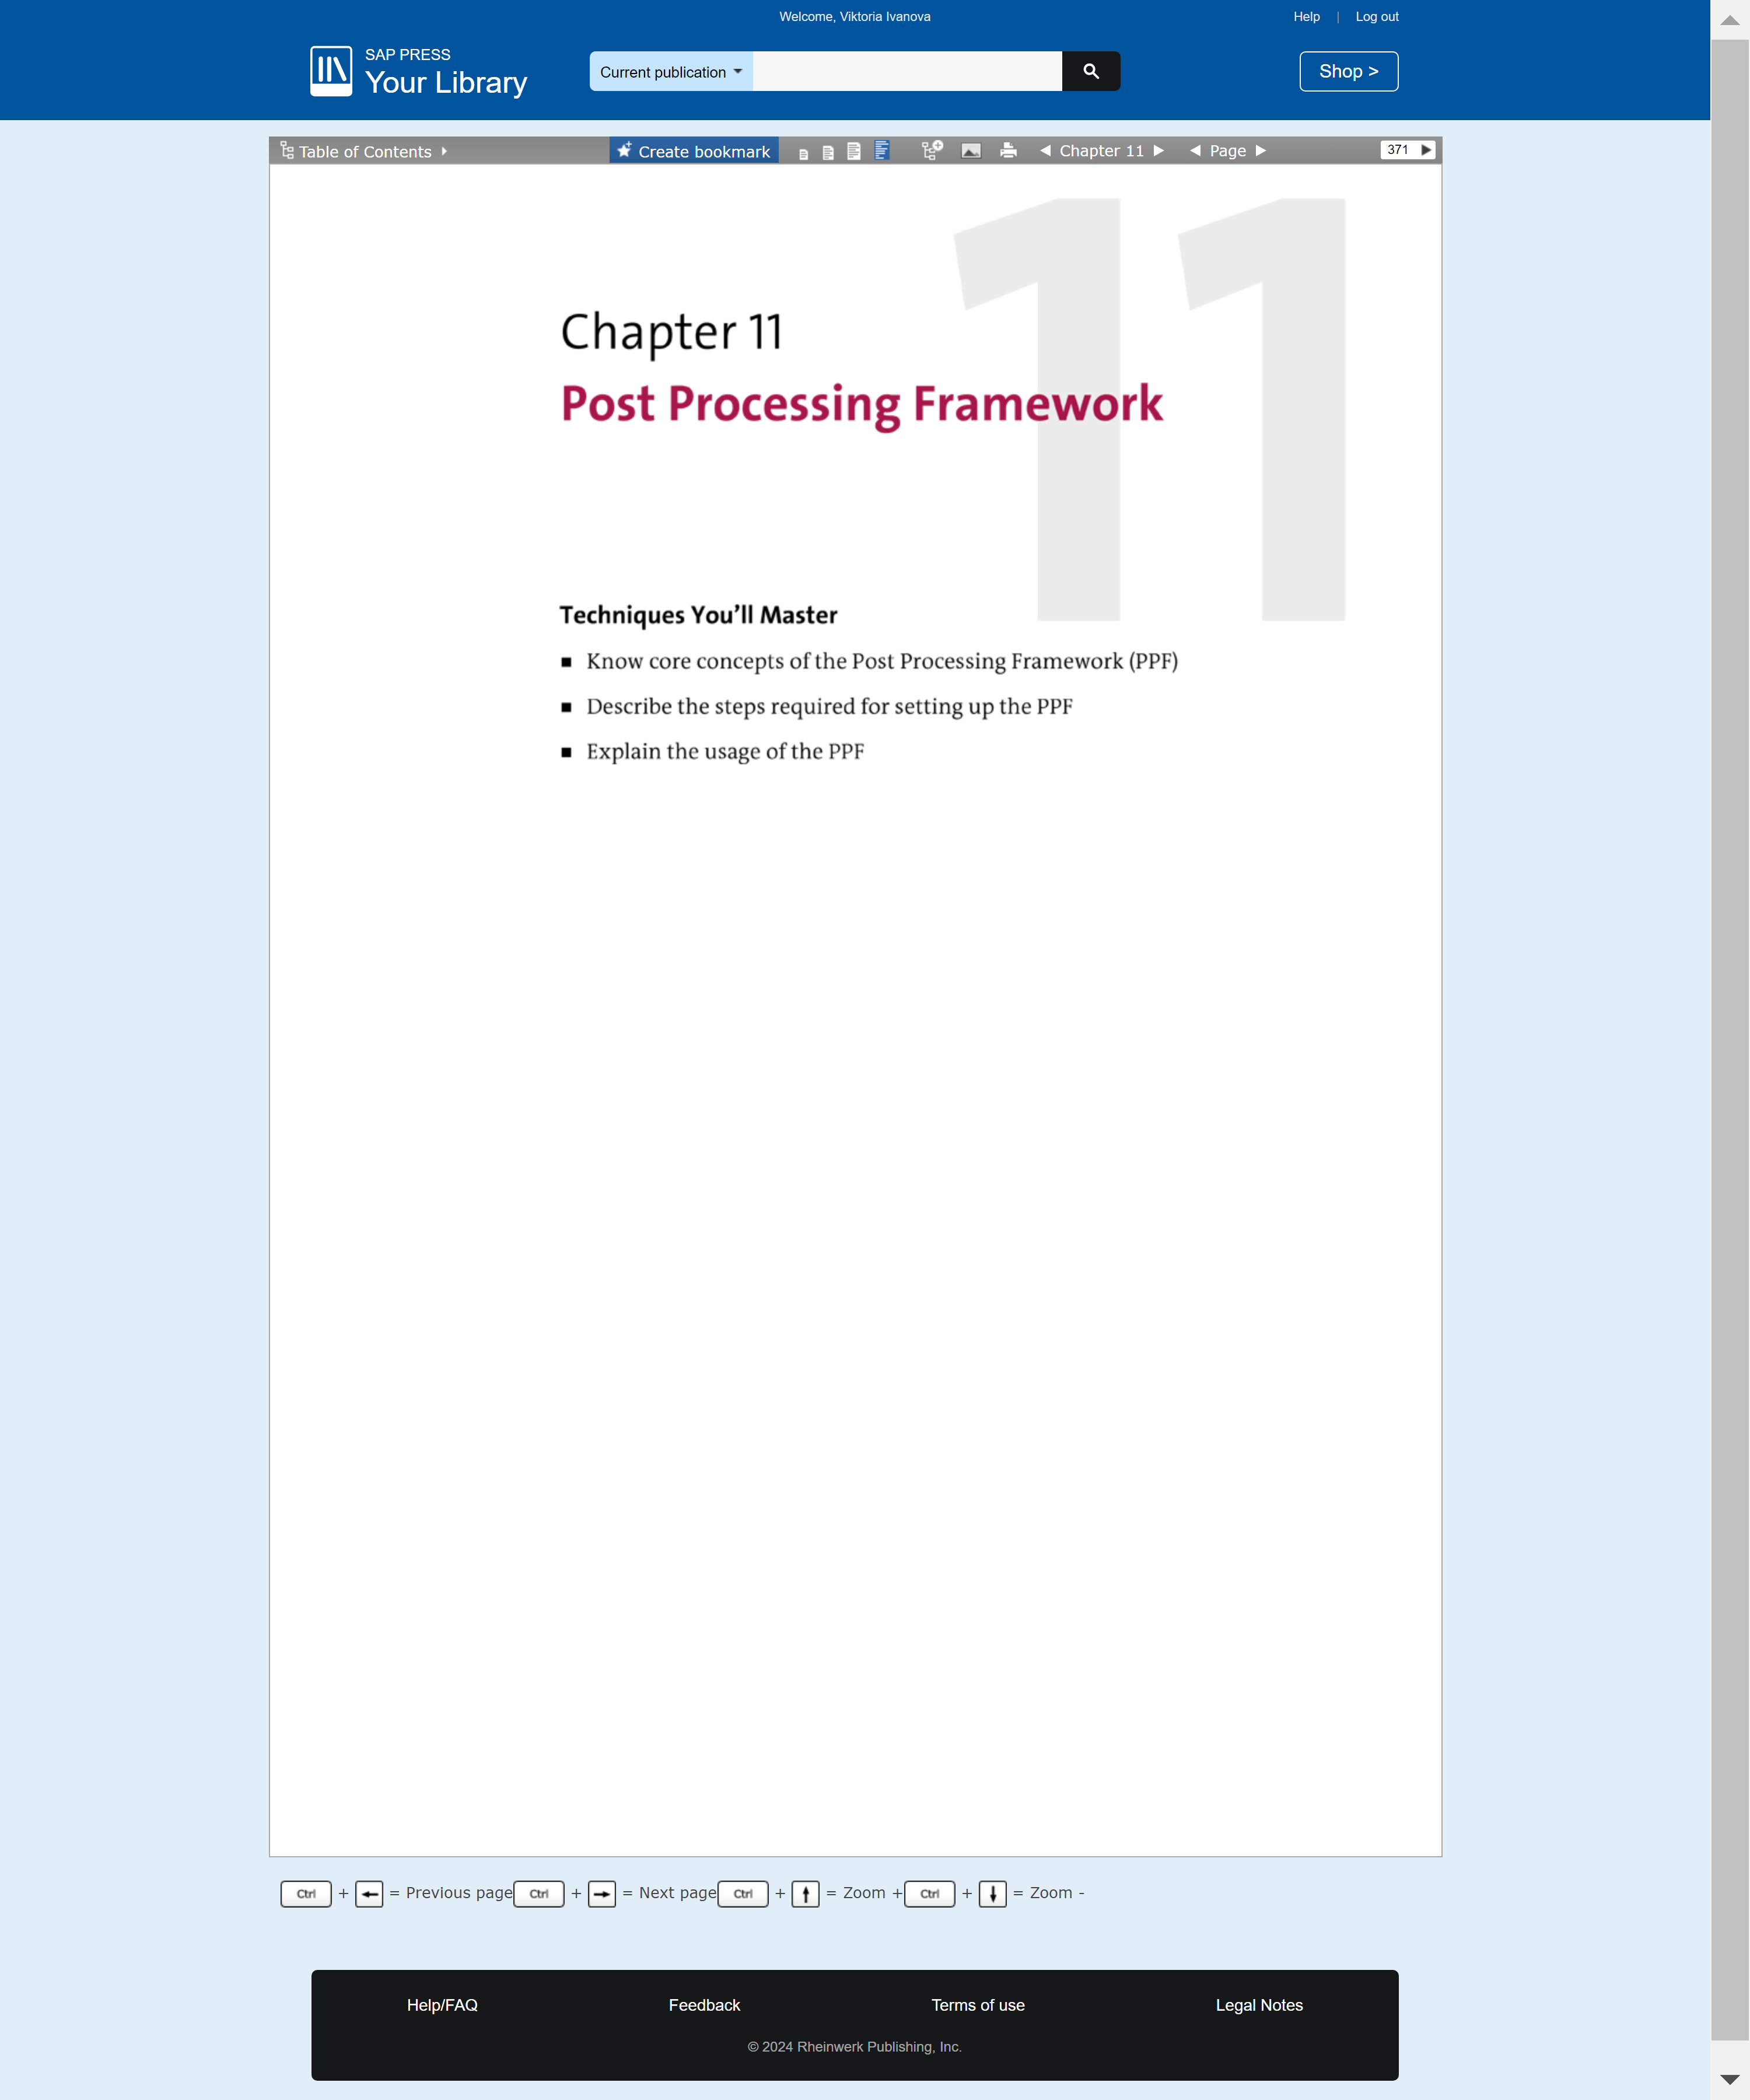 Welcome, Viktoria Ivanova
Help | Log out
SAP PRESS
Your Library
Current publication
Shop >
Table of Contents
Create bookmark
Chapter 11
Page
371
11
Chapter 11
Post Processing Framework
Techniques You’ll Master
■ Know core concepts of the Post Processing Framework (PPF)
■ Describe the steps required for setting up the PPF
■ Explain the usage of the PPF
Ctrl + ← = Previous page Ctrl + → = Next page Ctrl + ↑ = Zoom + Ctrl + ↓ = Zoom -
Help/FAQ
Feedback
Terms of use
Legal Notes
© 2024 Rheinwerk Publishing, Inc.